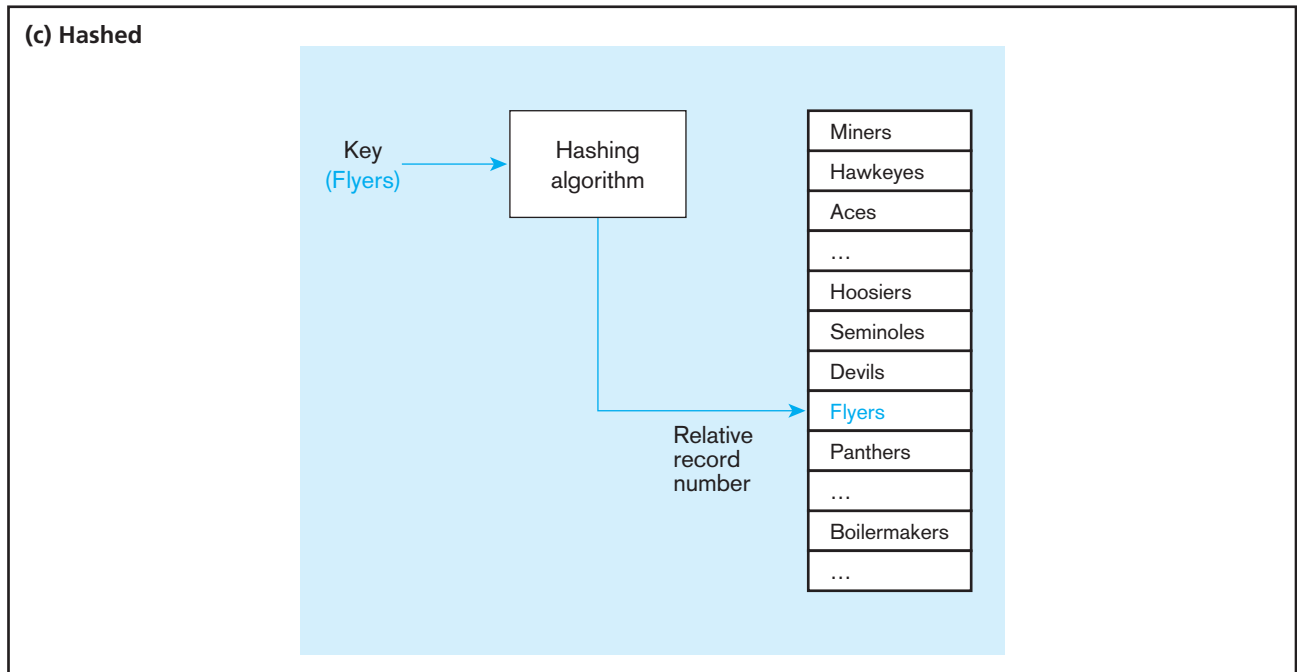 (c) Hashed
Key
(Flyers)
Hashing
algorithm
Relative
record
number
Miners
Hawkeyes
Aces
…
Hoosiers
Seminoles
Devils
Flyers
Panthers
…
Boilermakers
…